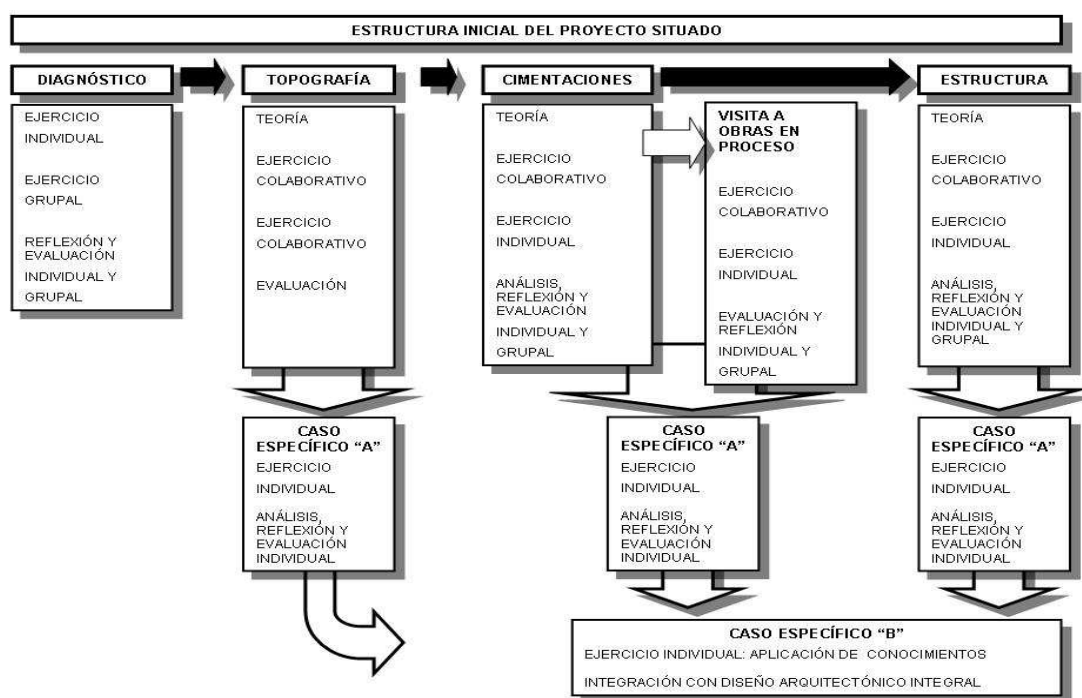 ESTRUCTURA INICIAL DEL PROYECTO SITUADO
DIAGNÓSTICO
EJERCICIO
INDIVIDUAL
EJERCICIO
GRUPAL
REFLEXIÓN Y
EVALUACIÓN
INDIVIDUAL Y
GRUPAL
TOPOGRAFÍA
TEORÍA
EJERCICIO
COLABORATIVO
EJERCICIO
COLABORATIVO
EVALUACIÓN
CASO
ESPECÍFICO “A”
EJERCICIO
INDIVIDUAL
ANÁLISIS,
REFLEXIÓN Y
EVALUACIÓN
INDIVIDUAL
CIMENTACIONES
TEORÍA
EJERCICIO
COLABORATIVO
EJERCICIO
INDIVIDUAL
ANÁLISIS,
REFLEXIÓN Y
EVALUACIÓN
INDIVIDUAL Y
GRUPAL
VISITA A
OBRAS EN
PROCESO
EJERCICIO
COLABORATIVO
EJERCICIO
INDIVIDUAL
EVALUACIÓN Y
REFLEXIÓN
INDIVIDUAL Y
GRUPAL
CASO
ESPECÍFICO “A”
EJERCICIO
INDIVIDUAL
ANÁLISIS,
REFLEXIÓN Y
EVALUACIÓN
INDIVIDUAL
ESTRUCTURA
TEORÍA
EJERCICIO
COLABORATIVO
EJERCICIO
INDIVIDUAL
ANÁLISIS,
REFLEXIÓN Y
EVALUACIÓN
INDIVIDUAL Y
GRUPAL
CASO
ESPECÍFICO “A”
EJERCICIO
INDIVIDUAL
ANÁLISIS,
REFLEXIÓN Y
EVALUACIÓN
INDIVIDUAL
CASO ESPECÍFICO “B”
EJERCICIO INDIVIDUAL: APLICACIÓN DE CONOCIMIENTOS
INTEGRACIÓN CON DISEÑO ARQUITECTÓNICO INTEGRAL